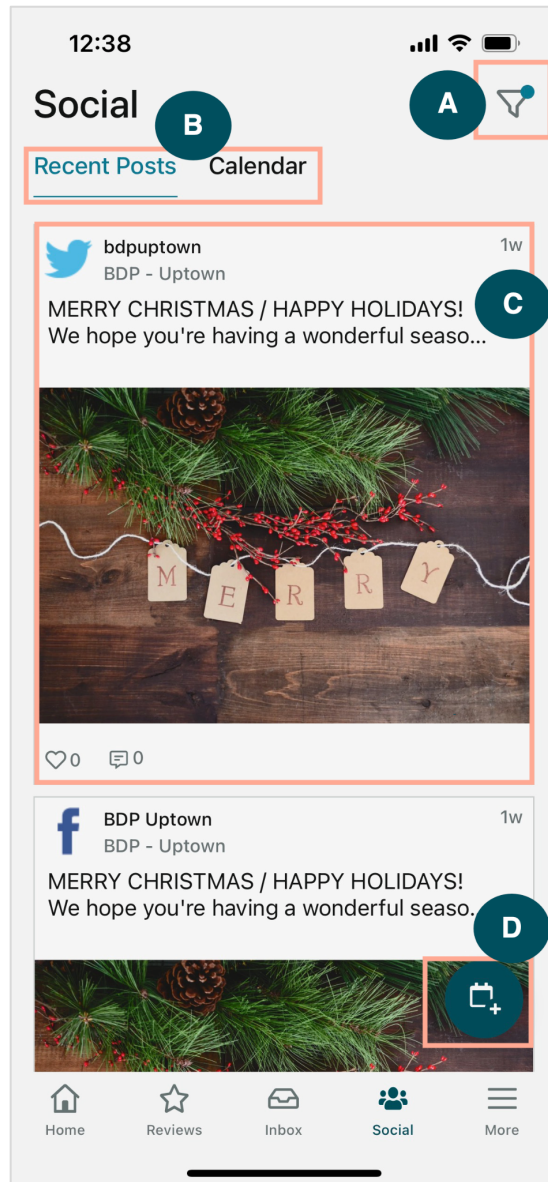 12:38
Social
A
B
Recent Posts Calendar
bdpuptown 1w
BDP - Uptown
C
MERRY CHRISTMAS / HAPPY HOLIDAYS!
We hope you're having a wonderful seaso...
M E R R Y
0 0
BDP Uptown 1w
BDP - Uptown
MERRY CHRISTMAS / HAPPY HOLIDAYS!
We hope you're having a wonderful seaso.
D
Home Reviews Inbox Social More